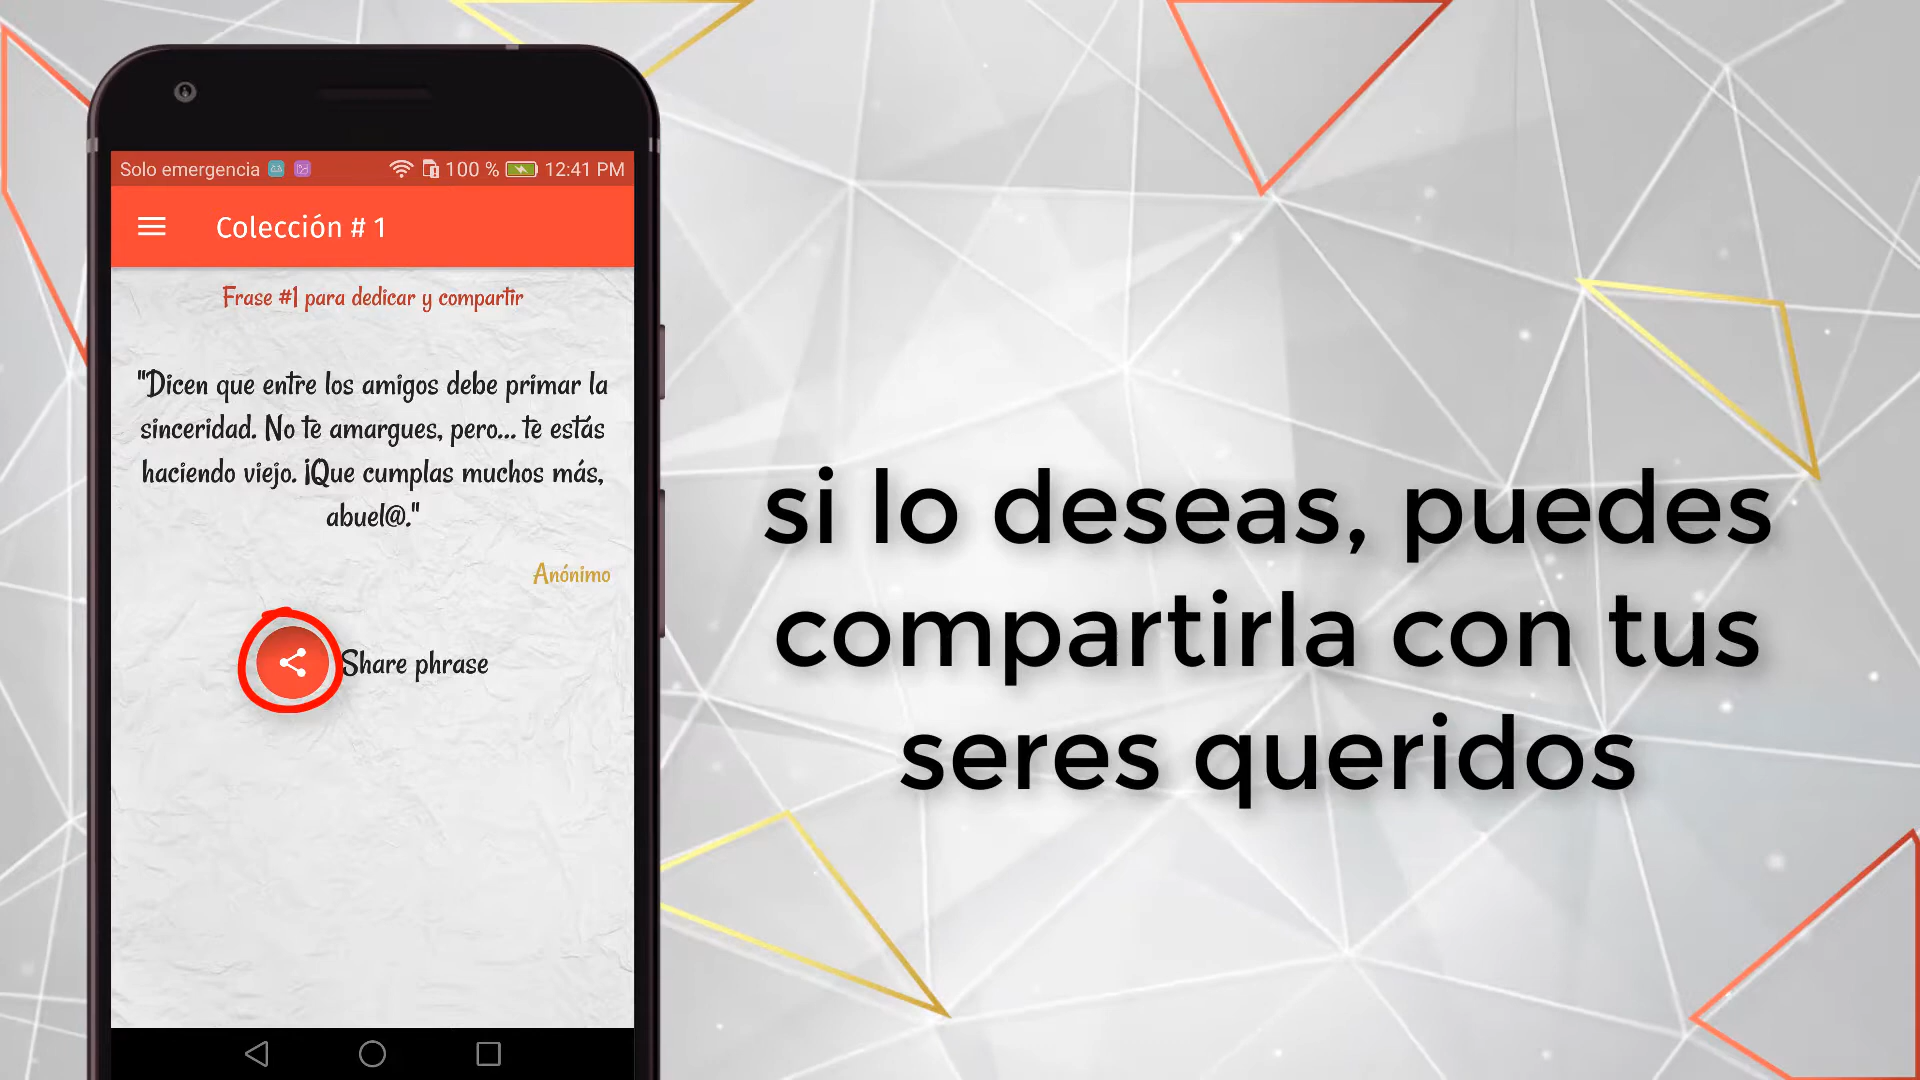 Solo emergencia 100 % 12:41 PM
Colección # 1
Frase #1 para dedicar y compartir
"Dicen que entre los amigos debe primar la
sinceridad. No te amargues, pero... te estás
haciendo viejo. ¡Que cumplas muchos más,
abuel@."
Anónimo
Share phrase
si lo deseas, puedes
compartirla con tus
seres queridos